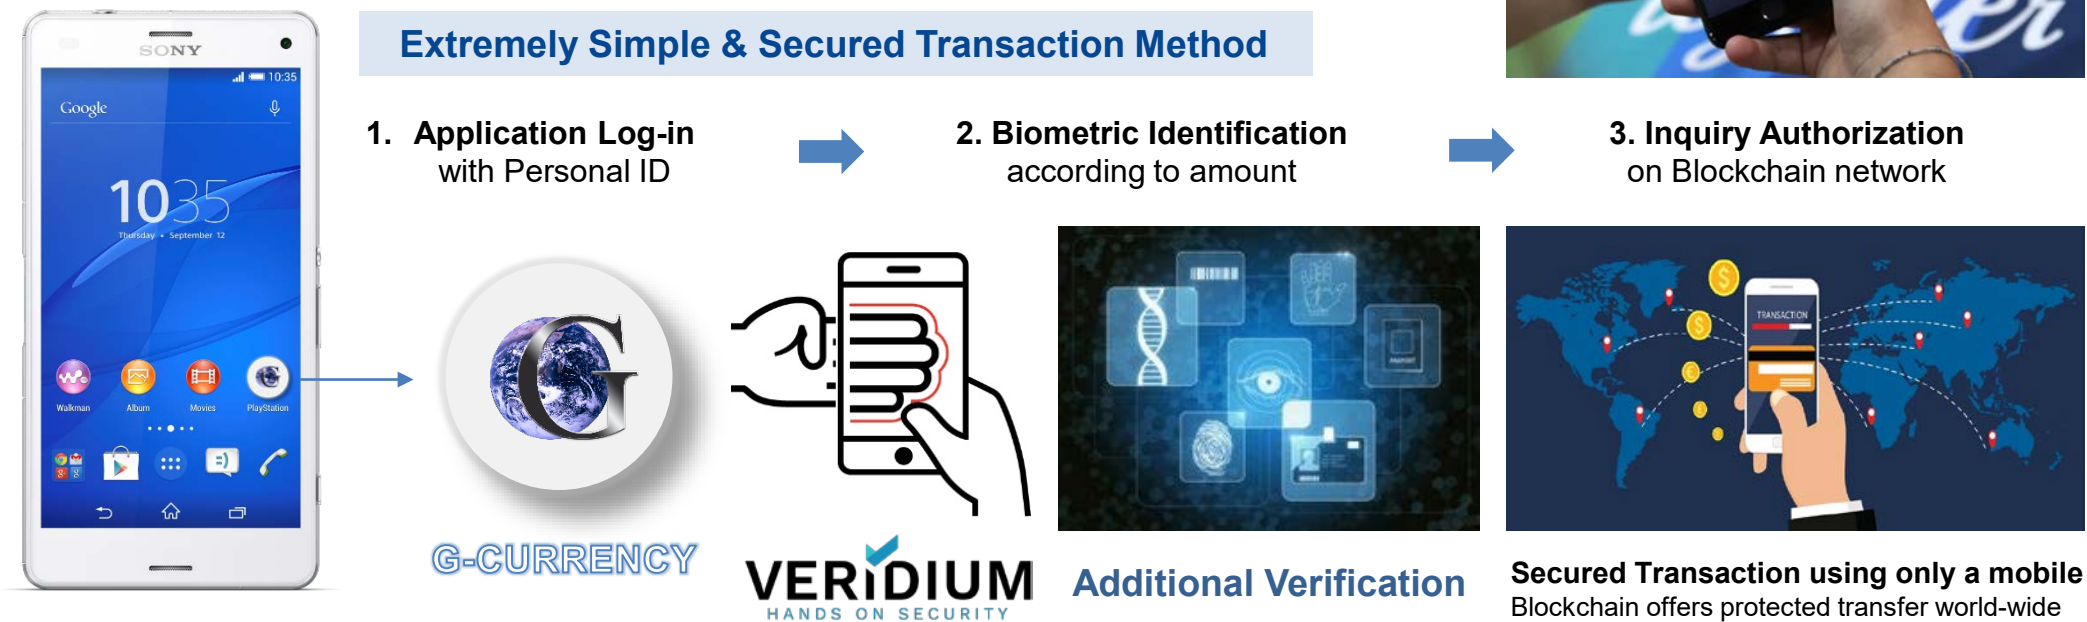 SONY
10:35
Google
1035
Thursday • September 12
Walkman
Album
Movies
PlayStation
Extremely Simple & Secured Transaction Method
1. Application Log-in
with Personal ID
2. Biometric Identification
according to amount
3. Inquiry Authorization
on Blockchain network
G
G-CURRENCY
VERIDIUM
HANDS ON SECURITY
PASSPORT
Additional Verification
TRANSACTION
Secured Transaction using only a mobile
Blockchain offers protected transfer world-wide